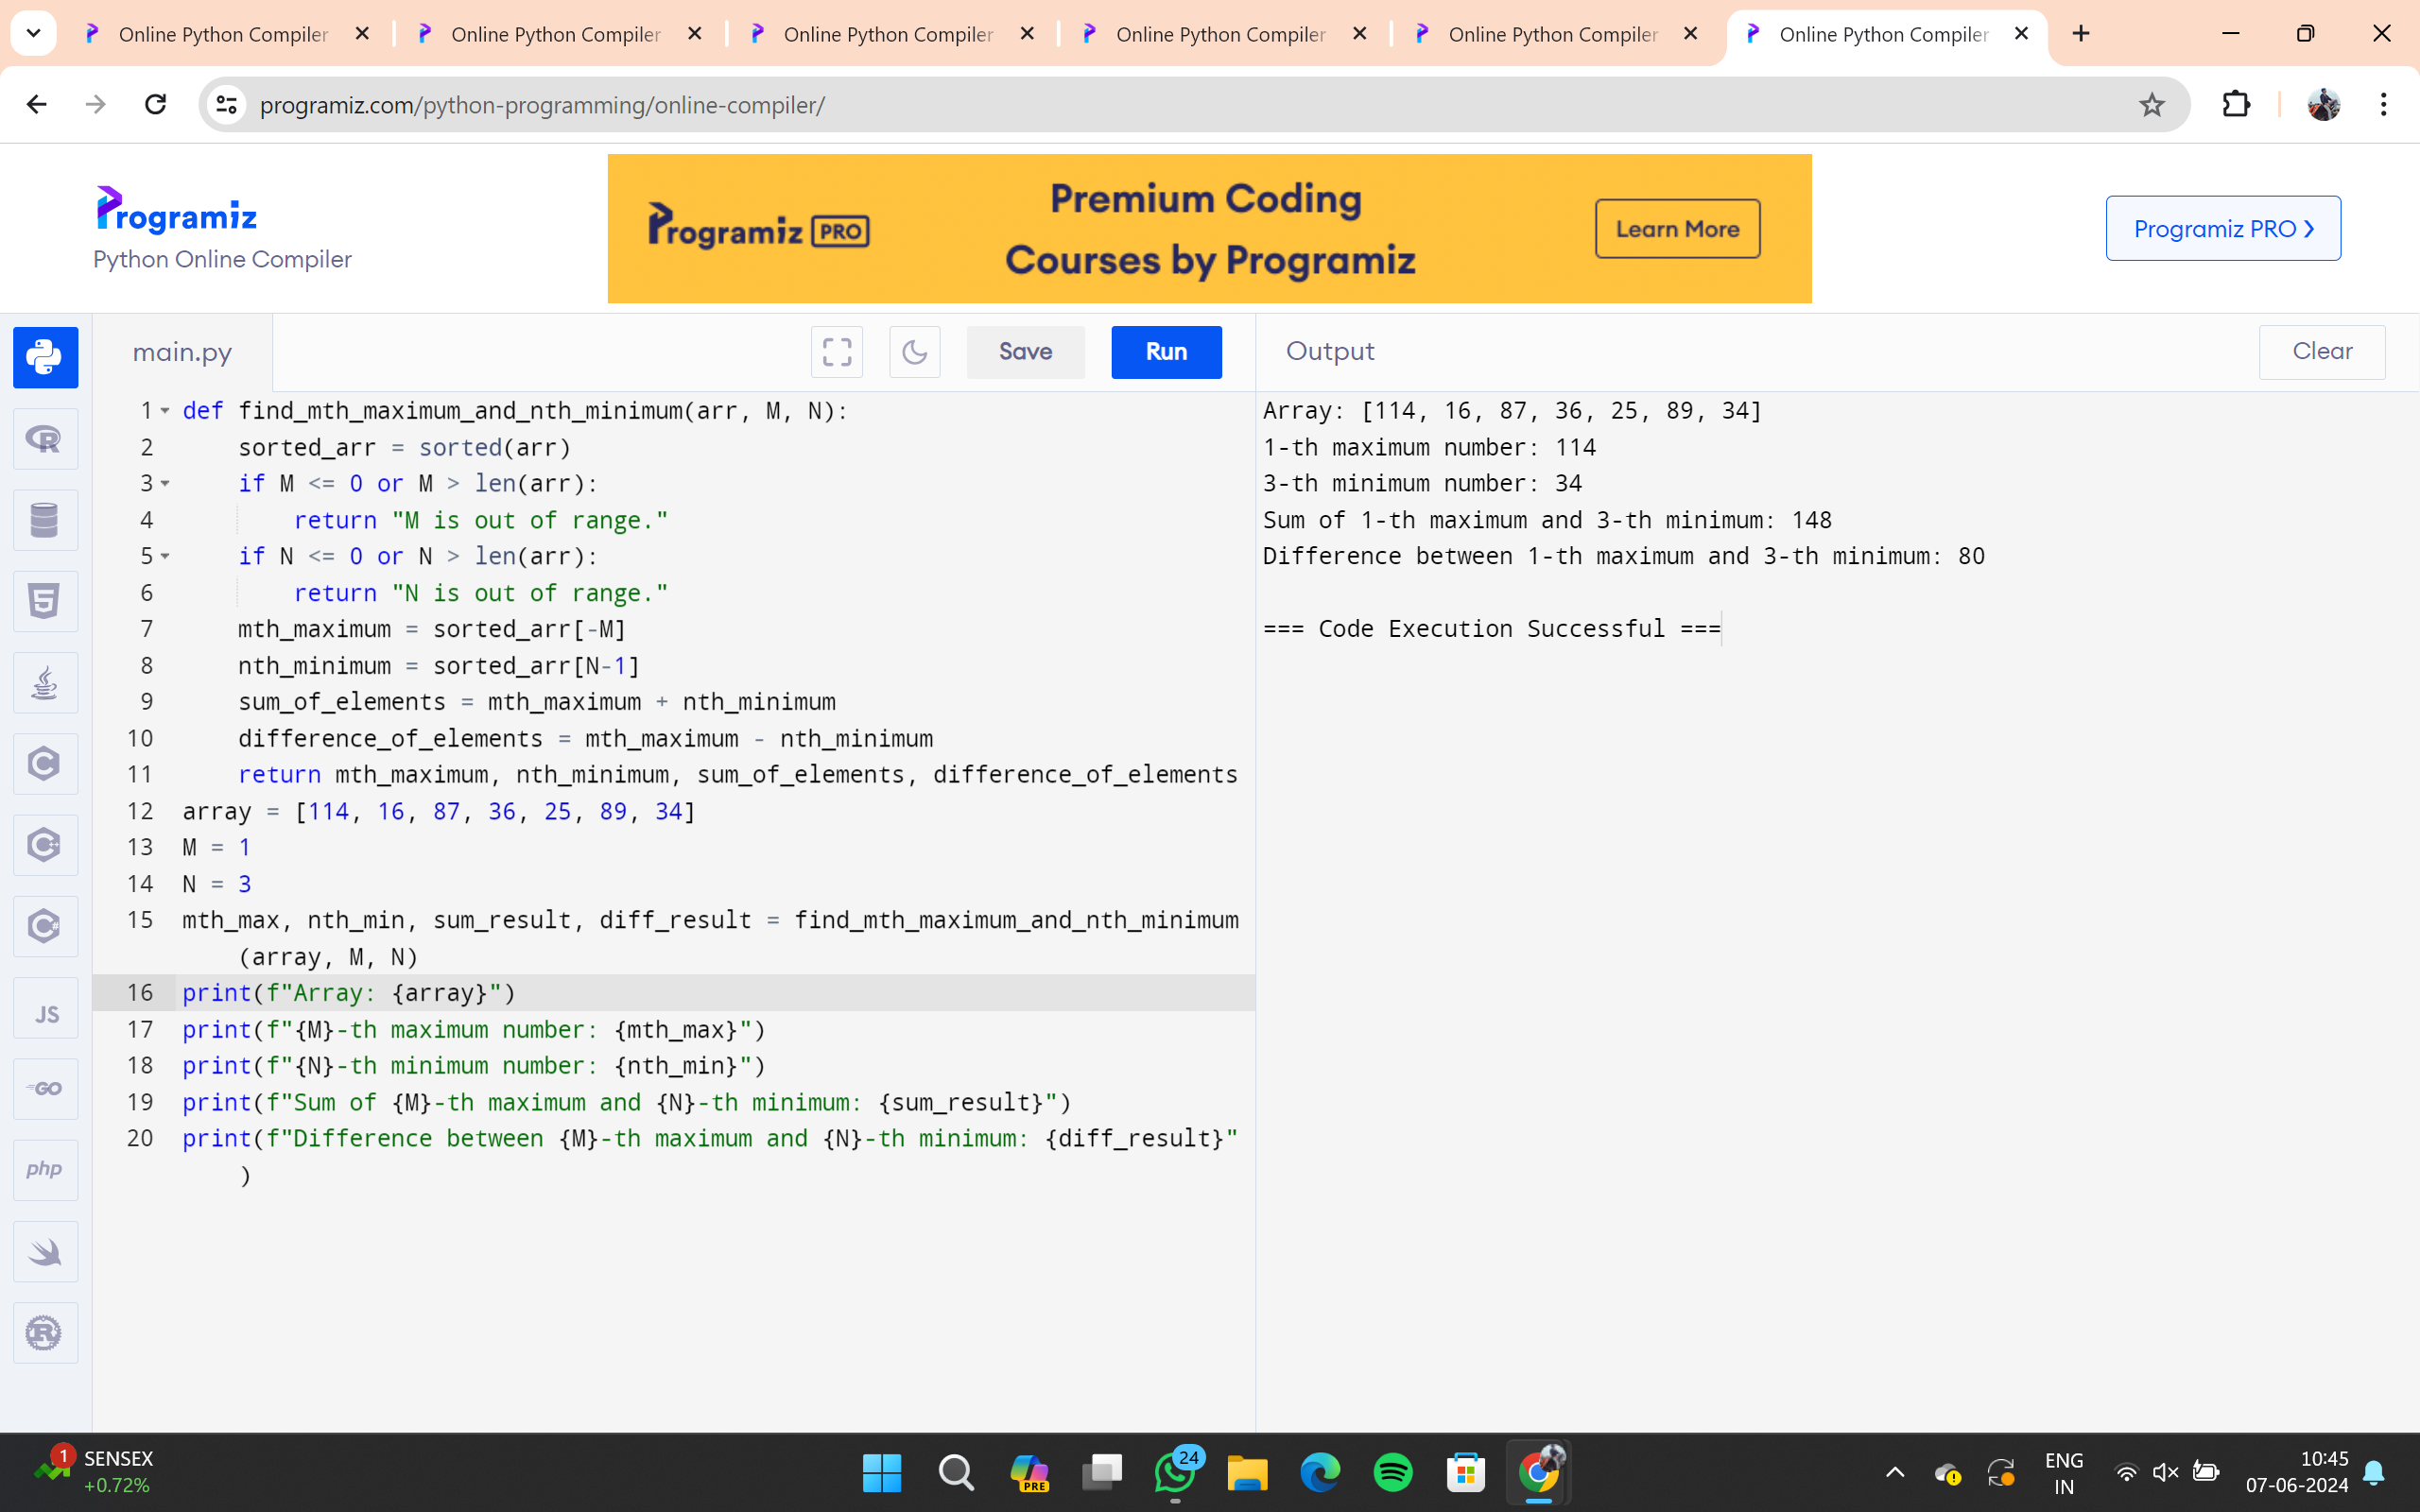 Online Python Compiler
Online Python Compiler
Online Python Compiler
Online Python Compiler
Online Python Compiler
Online Python Compiler
programiz.com/python-programming/online-compiler/
Programiz
Python Online Compiler
Programiz PRO
Premium Coding
Courses by Programiz
Learn More
Programiz PRO ❯
main.py
Save
Run
Output
Clear
1 def find_mth_maximum_and_nth_minimum(arr, M, N):
2     sorted_arr = sorted(arr)
3     if M <= 0 or M > len(arr):
4         return "M is out of range."
5     if N <= 0 or N > len(arr):
6         return "N is out of range."
7     mth_maximum = sorted_arr[-M]
8     nth_minimum = sorted_arr[N-1]
9     sum_of_elements = mth_maximum + nth_minimum
10     difference_of_elements = mth_maximum - nth_minimum
11     return mth_maximum, nth_minimum, sum_of_elements, difference_of_elements
12 array = [114, 16, 87, 36, 25, 89, 34]
13 M = 1
14 N = 3
15 mth_max, nth_min, sum_result, diff_result = find_mth_maximum_and_nth_minimum
(array, M, N)
16 print(f"Array: {array}")
17 print(f"{M}-th maximum number: {mth_max}")
18 print(f"{N}-th minimum number: {nth_min}")
19 print(f"Sum of {M}-th maximum and {N}-th minimum: {sum_result}")
20 print(f"Difference between {M}-th maximum and {N}-th minimum: {diff_result}"
)
Array: [114, 16, 87, 36, 25, 89, 34]
1-th maximum number: 114
3-th minimum number: 34
Sum of 1-th maximum and 3-th minimum: 148
Difference between 1-th maximum and 3-th minimum: 80
=== Code Execution Successful ===
R
5
C
C++
C#
JS
GO
php
R
1
SENSEX
+0.72%
PRE
24
ENG
IN
10:45
07-06-2024